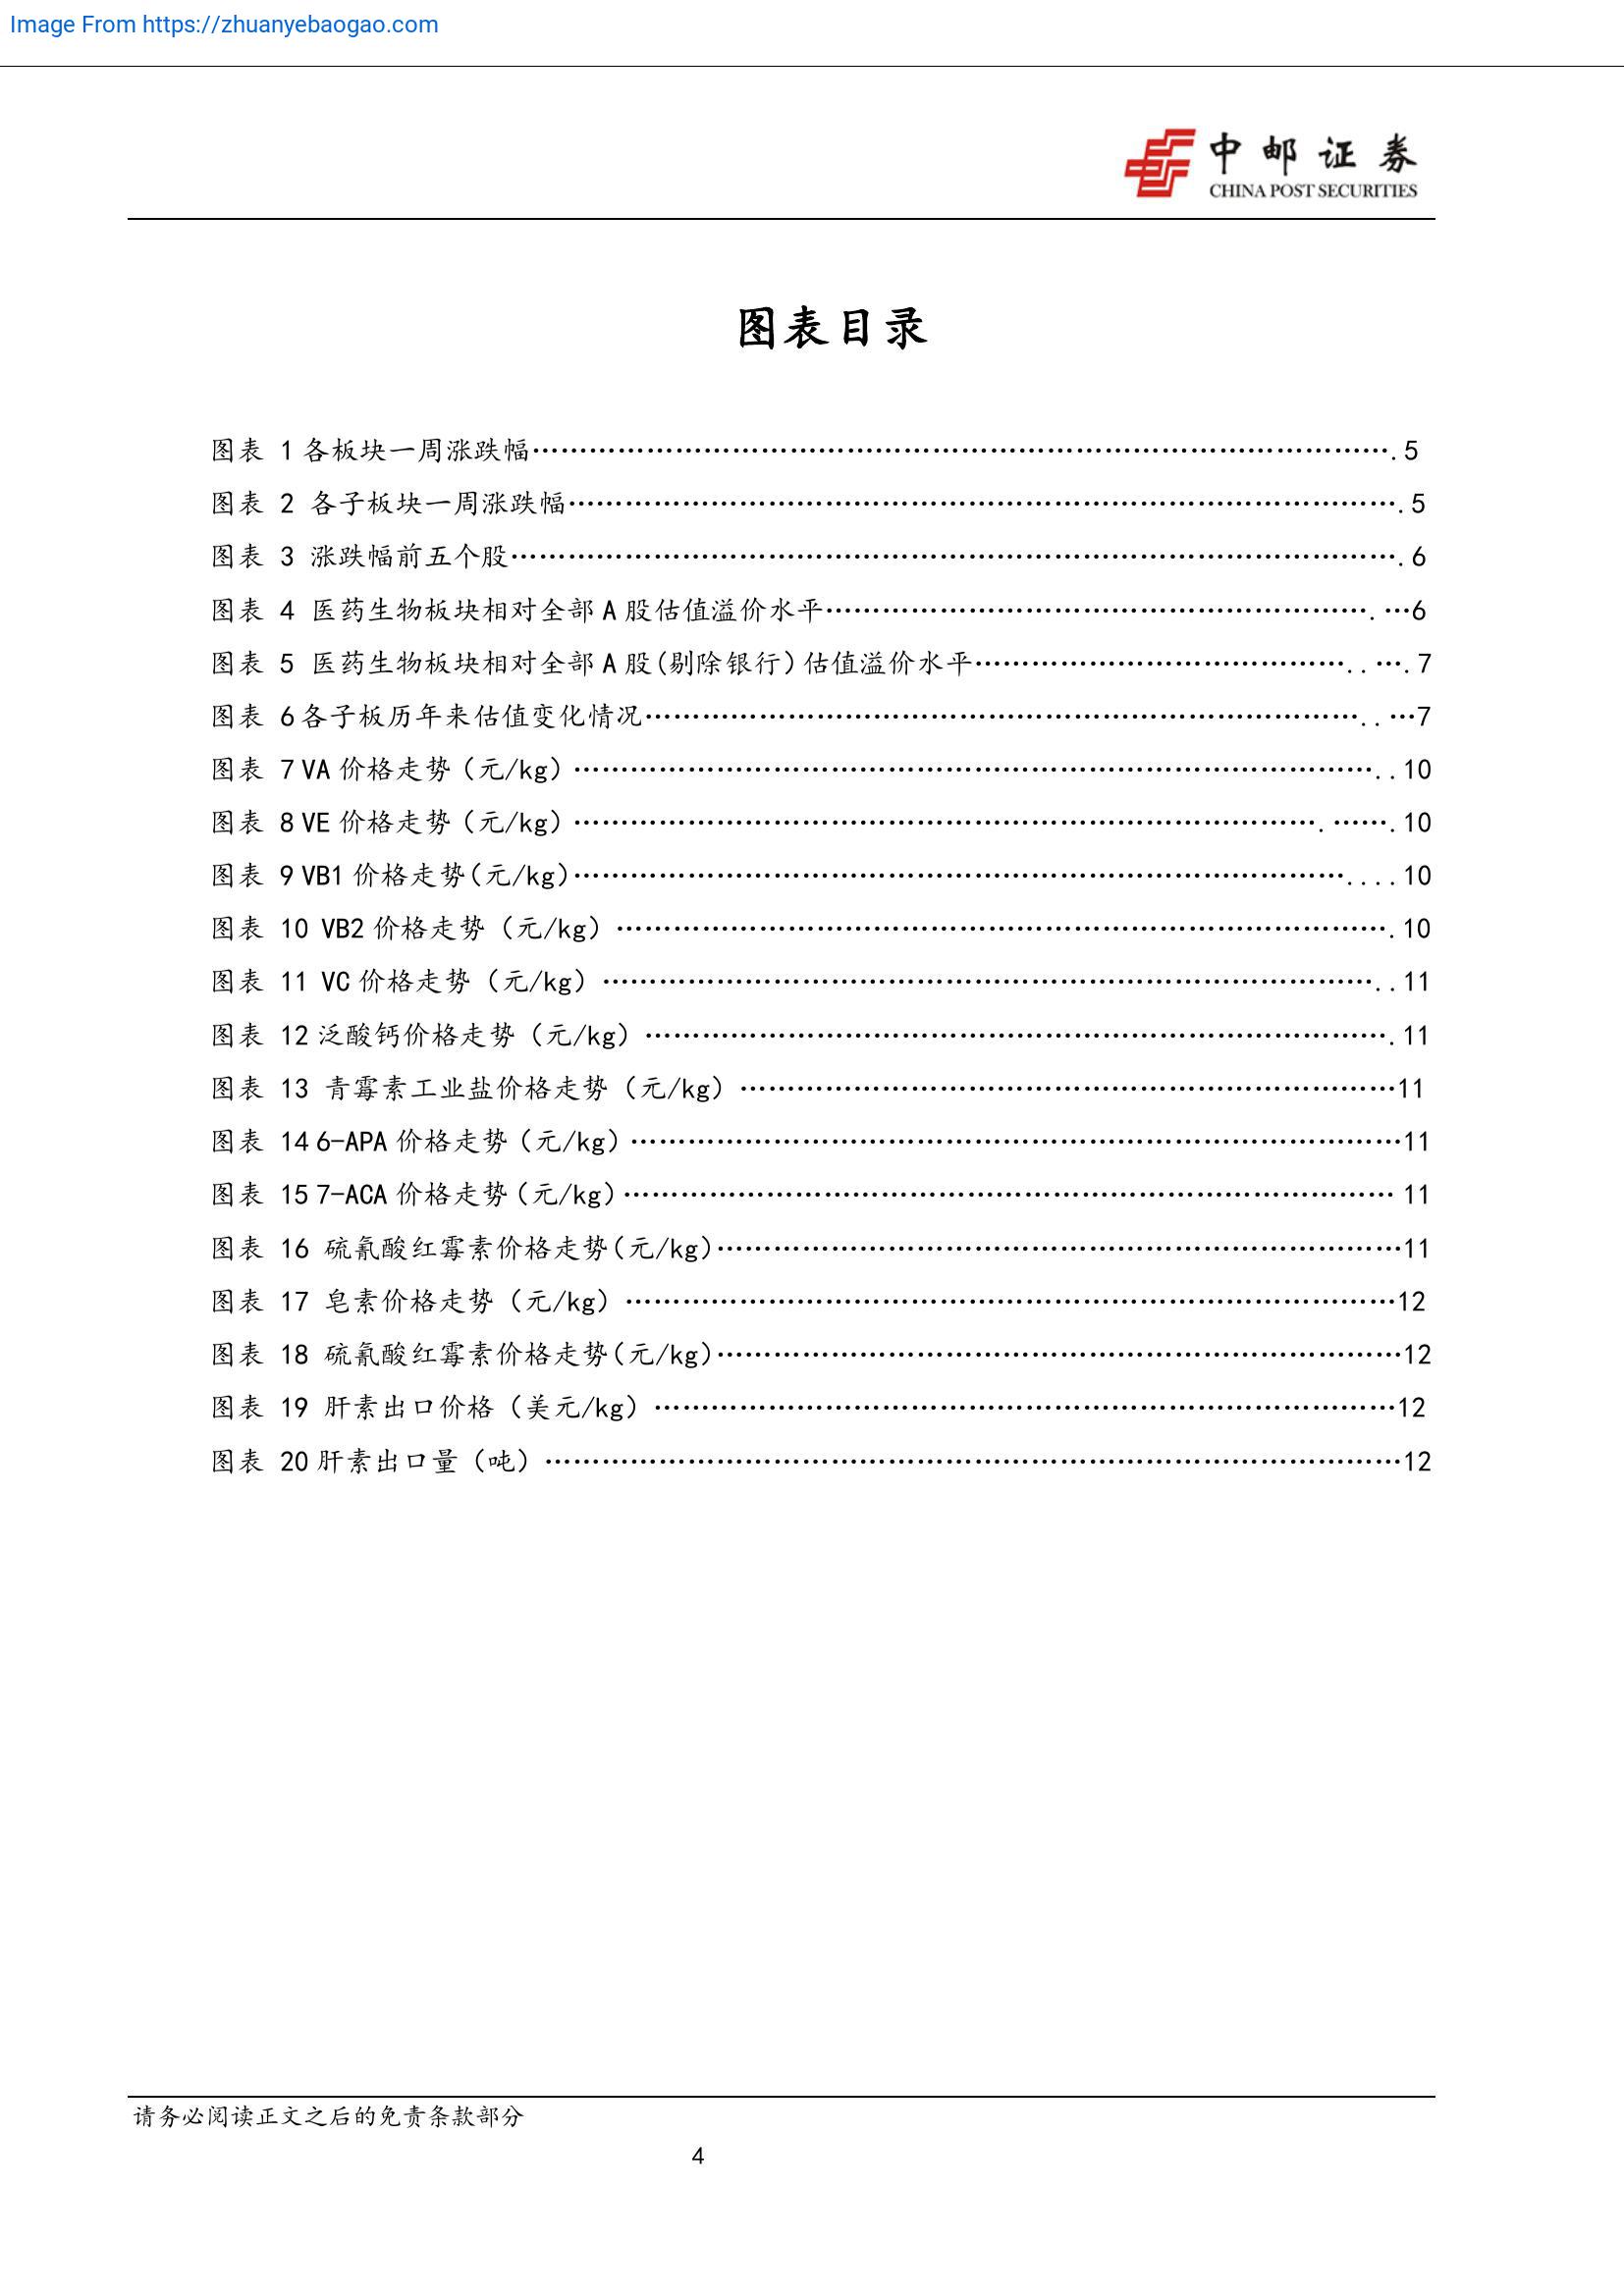 Image From https://zhuanyebaogao.com
中邮证券
CHINA POST SECURITIES
图表目录
图表 1 各板块一周涨跌幅…………………………………………………………………………………….5
图表 2 各子板块一周涨跌幅………………………………………………………………………………….5
图表 3 涨跌幅前五个股……………………………………………………………………………………….6
图表 4 医药生物板块相对全部 A 股估值溢价水平…………………………………………………….…6
图表 5 医药生物板块相对全部 A 股(剔除银行)估值溢价水平……………………………………..….7
图表 6 各子板历年来估值变化情况……………………………………………………………………..…7
图表 7 VA 价格走势（元/kg）………………………………………………………………………………..10
图表 8 VE 价格走势（元/kg）………………………………………………………………………….…….10
图表 9 VB1 价格走势(元/kg)……………………………………………………………………………....10
图表 10 VB2 价格走势（元/kg）…………………………………………………………………………….10
图表 11 VC 价格走势（元/kg）……………………………………………………………………………..11
图表 12 泛酸钙价格走势（元/kg）………………………………………………………………………….11
图表 13 青霉素工业盐价格走势（元/kg）…………………………………………………………………11
图表 14 6-APA 价格走势（元/kg）……………………………………………………………………………11
图表 15 7-ACA 价格走势(元/kg)…………………………………………………………………………… 11
图表 16 硫氰酸红霉素价格走势(元/kg)……………………………………………………………………11
图表 17 皂素价格走势（元/kg）……………………………………………………………………………12
图表 18 硫氰酸红霉素价格走势(元/kg)……………………………………………………………………12
图表 19 肝素出口价格（美元/kg）…………………………………………………………………………12
图表 20 肝素出口量（吨）……………………………………………………………………………………12
请务必阅读正文之后的免责条款部分
4